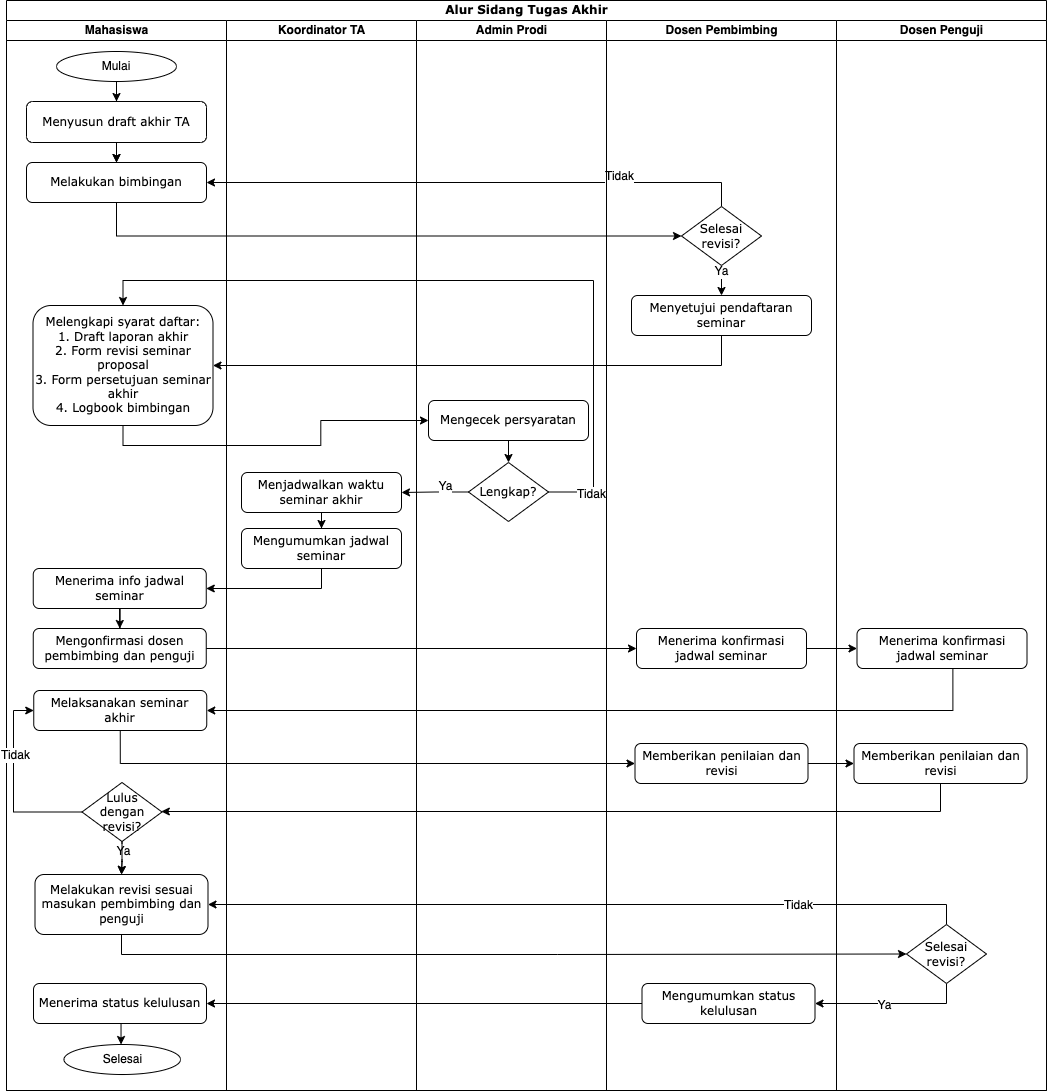 Alur Sidang Tugas Akhir
Mahasiswa
Koordinator TA
Admin Prodi
Dosen Pembimbing
Dosen Penguji
Mulai
Menyusun draft akhir TA
Melakukan bimbingan
Tidak
Selesai
revisi?
Ya
Menyetujui pendaftaran
seminar
Melengkapi syarat daftar:
1. Draft laporan akhir
2. Form revisi seminar
proposal
3. Form persetujuan seminar
akhir
4. Logbook bimbingan
Mengecek persyaratan
Lengkap?
Ya
Tidak
Menjadwalkan waktu
seminar akhir
Mengumumkan jadwal
seminar
Menerima info jadwal
seminar
Mengonfirmasi dosen
pembimbing dan penguji
Menerima konfirmasi
jadwal seminar
Menerima konfirmasi
jadwal seminar
Melaksanakan seminar
akhir
Tidak
Memberikan penilaian dan
revisi
Memberikan penilaian dan
revisi
Lulus
dengan
revisi?
Ya
Melakukan revisi sesuai
masukan pembimbing dan
penguji
Tidak
Selesai
revisi?
Ya
Mengumumkan status
kelulusan
Menerima status kelulusan
Selesai